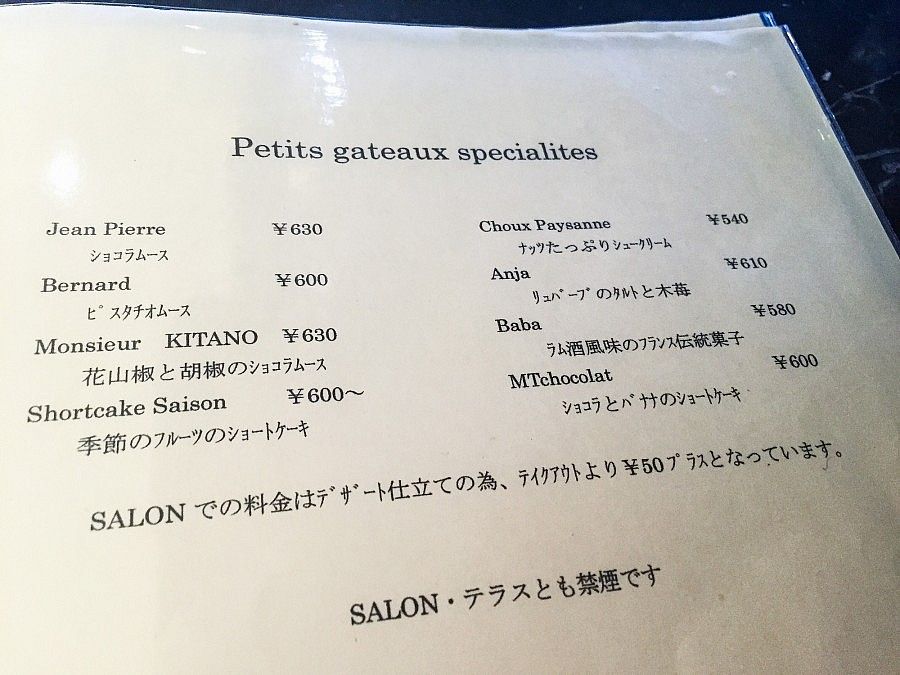 Petits gateaux specialites
Jean Pierre ￥630
ショコラムース
Bernard ￥600
ピスタチオムース
Monsieur KITANO ￥630
花山椒と胡椒のショコラムース
Shortcake Saison ￥600～
季節のフルーツのショートケーキ
Choux Paysanne ￥540
ナッツたっぷりシュークリーム
Anja ￥610
リュバーブのタルトと木苺
Baba ￥580
ラム酒風味のフランス伝統菓子
MTchocolat ￥600
ショコラとバナナのショートケーキ
SALON での料金はデザート仕立ての為、テイクアウトより￥50プラスとなっています。
SALON・テラスとも禁煙です